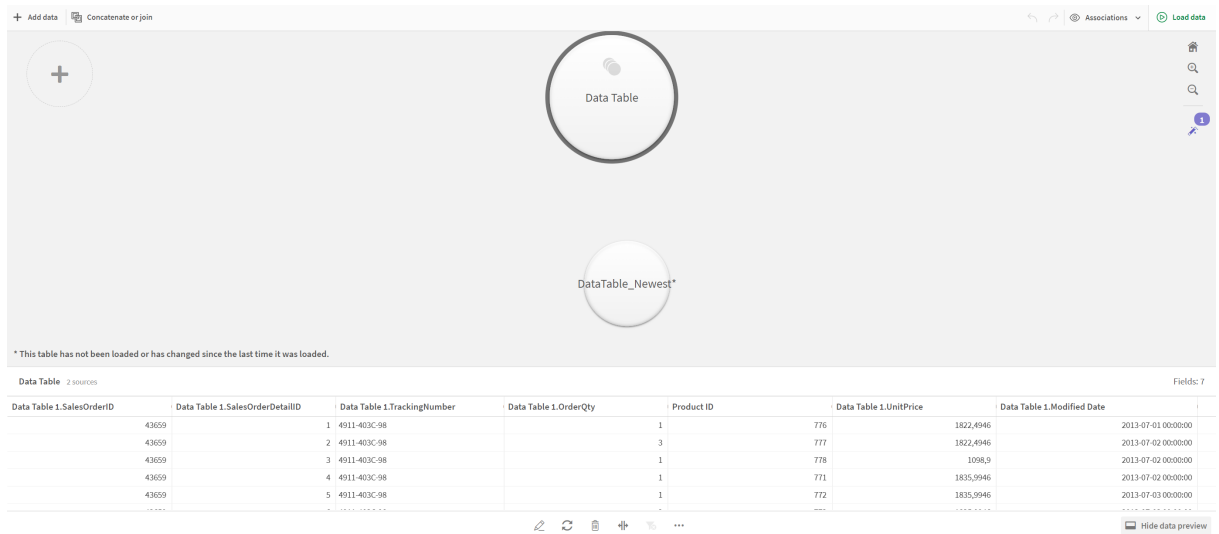 Add data
Concatenate or join
Associations
Load data
1
Data Table
DataTable_Newest*
* This table has not been loaded or has changed since the last time it was loaded.
Data Table 2 sources
Fields: 7
Data Table 1.SalesOrderID Data Table 1.SalesOrderDetailID Data Table 1.TrackingNumber Data Table 1.OrderQty Product ID Data Table 1.UnitPrice Data Table 1.Modified Date
43659 1 4911-403C-98 1 776 1822,4946 2013-07-01 00:00:00
43659 2 4911-403C-98 3 777 1822,4946 2013-07-02 00:00:00
43659 3 4911-403C-98 1 778 1098,9 2013-07-02 00:00:00
43659 4 4911-403C-98 1 771 1835,9946 2013-07-02 00:00:00
43659 5 4911-403C-98 1 772 1835,9946 2013-07-03 00:00:00
Hide data preview